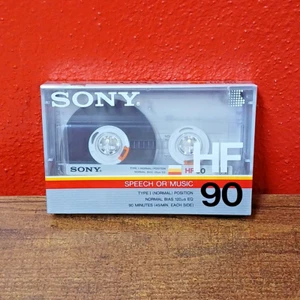 SONY
SONY
HF
HF
SPEECH OR MUSIC
90
TYPE I (NORMAL) POSITION
NORMAL BIAS 120μs EQ
90 MINUTES (45MIN. EACH SIDE)